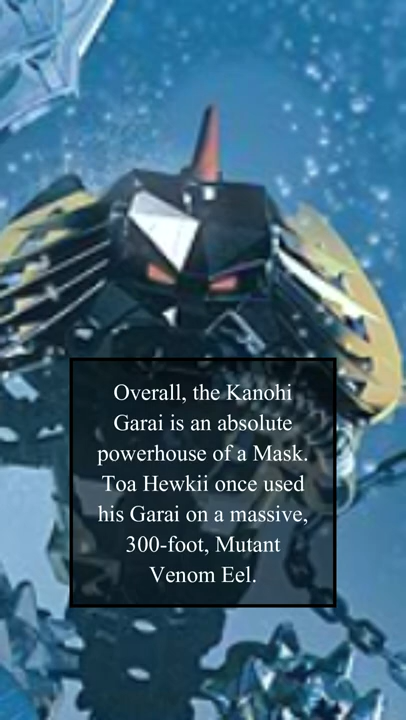 Overall, the Kanohi
Garai is an absolute
powerhouse of a Mask.
Toa Hewkii once used
his Garai on a massive,
300-foot, Mutant
Venom Eel.